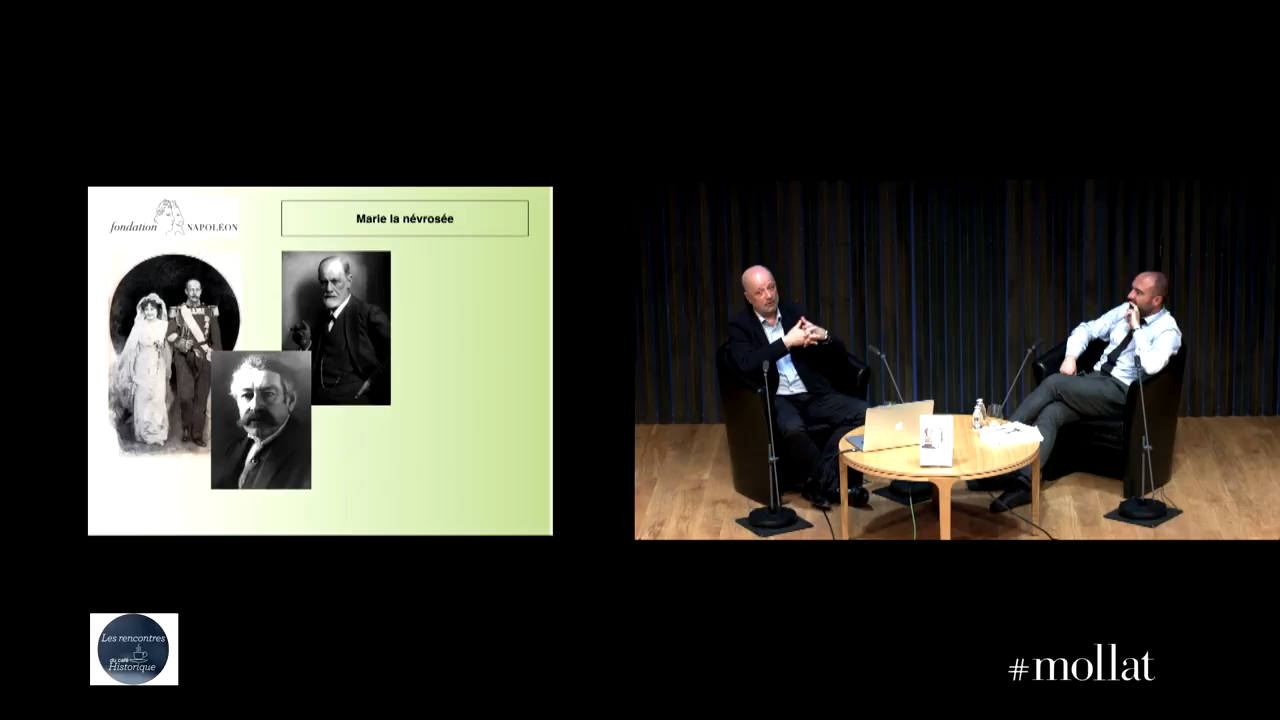 fondation NAPOLÉON
Marie la névrosée
Les rencontres
du café
Historique
#mollat